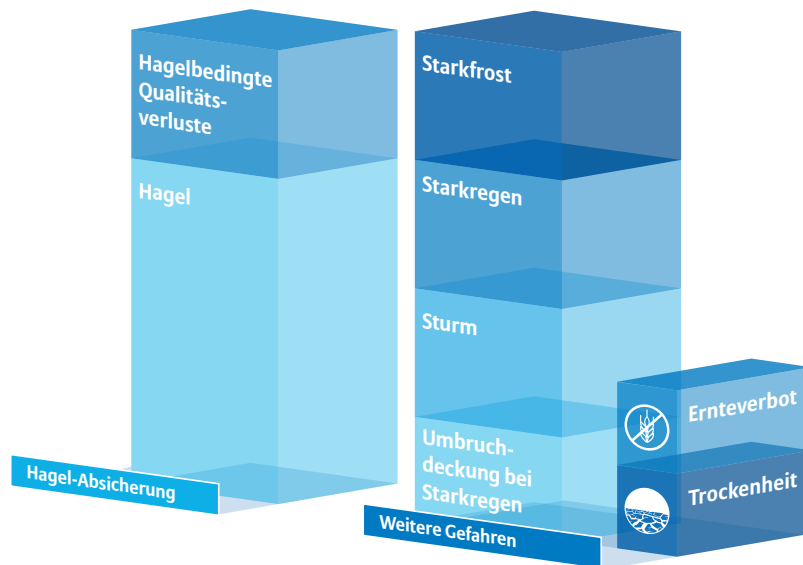 Hagelbedingte
Qualitäts-
verluste
Hagel
Hagel-Absicherung
Starkfrost
Starkregen
Sturm
Umbruch-
deckung bei
Starkregen
Weitere Gefahren
Ernteverbot
Trockenheit